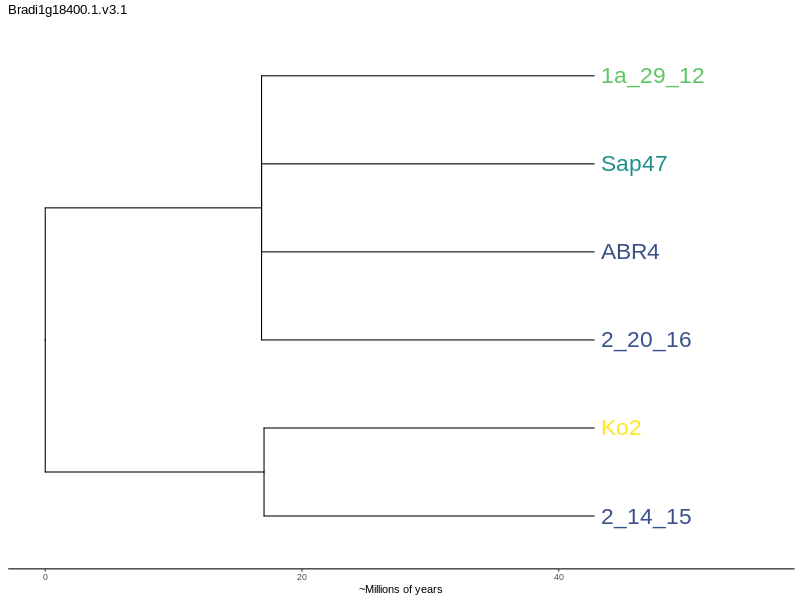 Bradi1g18400.1.v3.1
1a_29_12
Sap47
ABR4
2_20_16
Ko2
2_14_15
0 20 40
~Millions of years